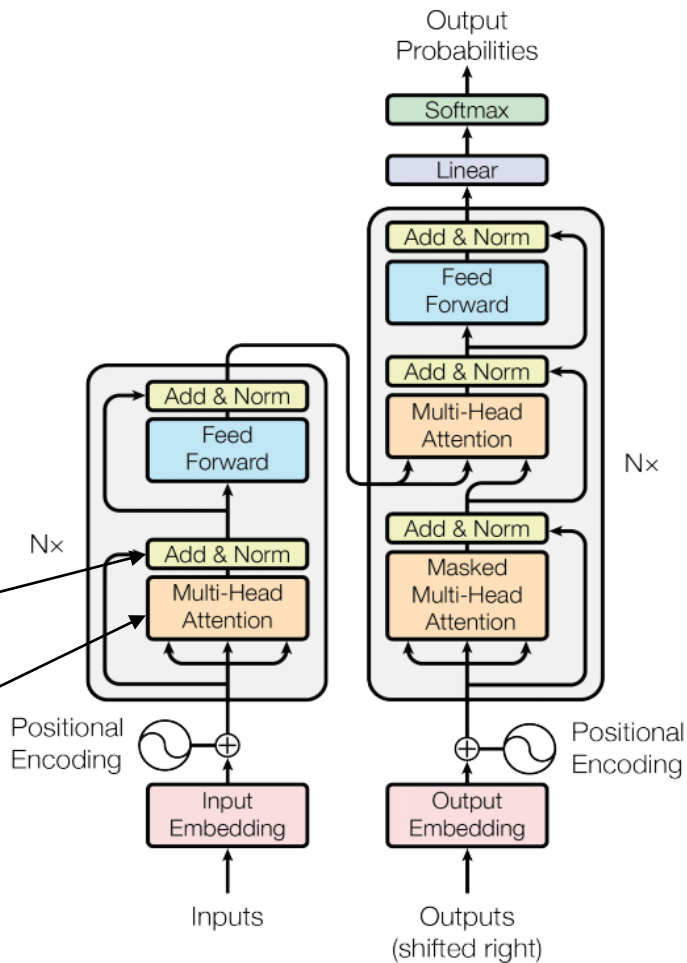 Output
Probabilities
Softmax
Linear
Add & Norm
Feed
Forward
Add & Norm
Multi-Head
Attention
Nx
Add & Norm
Masked
Multi-Head
Attention
Add & Norm
Feed
Forward
Nx
Add & Norm
Multi-Head
Attention
Positional
Encoding
Positional
Encoding
Input
Embedding
Output
Embedding
Inputs
Outputs
(shifted right)